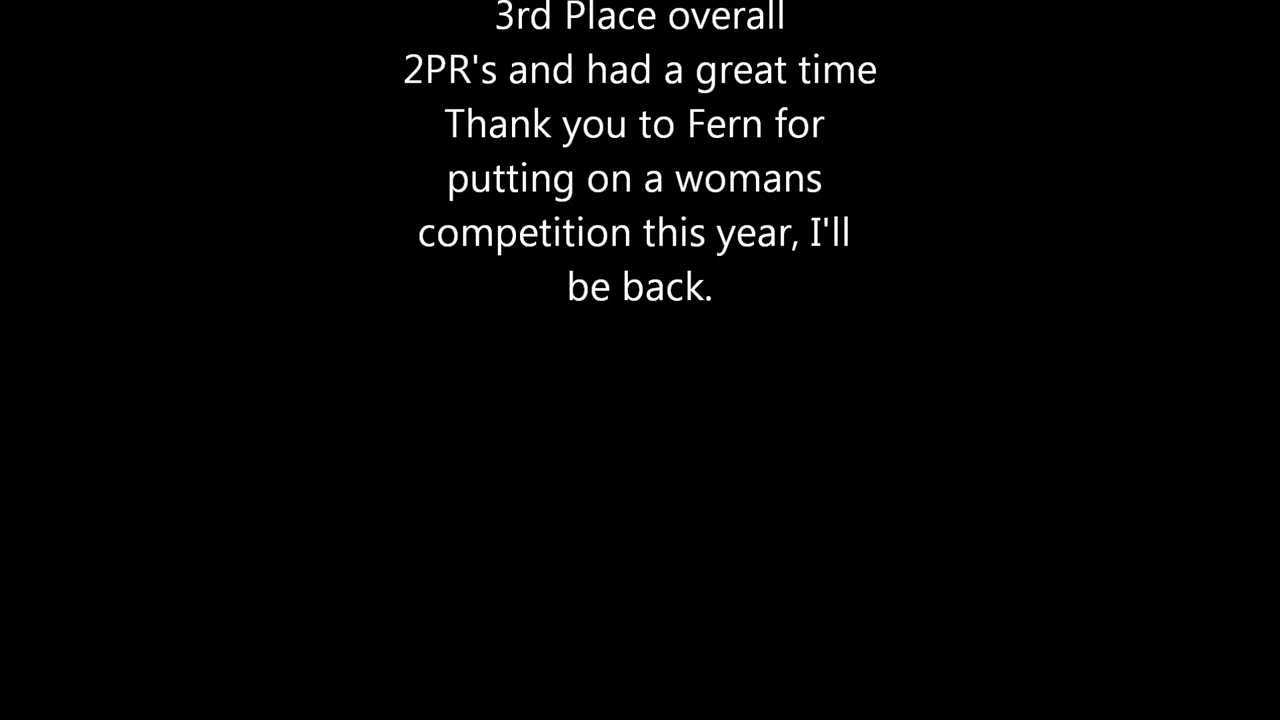 3rd Place overall
2PR's and had a great time
Thank you to Fern for
putting on a womans
competition this year, I'll
be back.